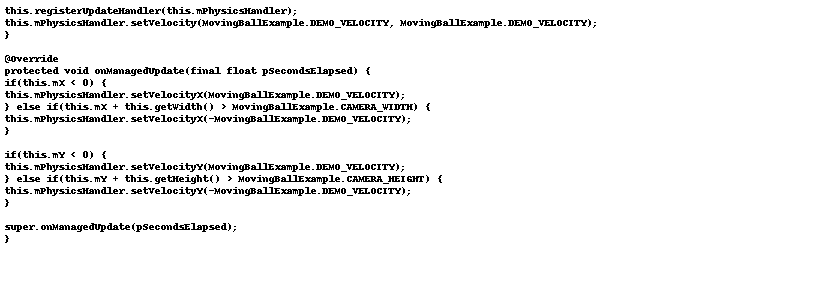 this.registerUpdateHandler(this.mPhysicsHandler);
this.mPhysicsHandler.setVelocity(MovingBallExample.DEMO_VELOCITY, MovingBallExample.DEMO_VELOCITY);
}

@Override
protected void onManagedUpdate(final float pSecondsElapsed) {
if(this.mX < 0) {
this.mPhysicsHandler.setVelocityX(MovingBallExample.DEMO_VELOCITY);
} else if(this.mX + this.getWidth() > MovingBallExample.CAMERA_WIDTH) {
this.mPhysicsHandler.setVelocityX(-MovingBallExample.DEMO_VELOCITY);
}

if(this.mY < 0) {
this.mPhysicsHandler.setVelocityY(MovingBallExample.DEMO_VELOCITY);
} else if(this.mY + this.getHeight() > MovingBallExample.CAMERA_HEIGHT) {
this.mPhysicsHandler.setVelocityY(-MovingBallExample.DEMO_VELOCITY);
}

super.onManagedUpdate(pSecondsElapsed);
}